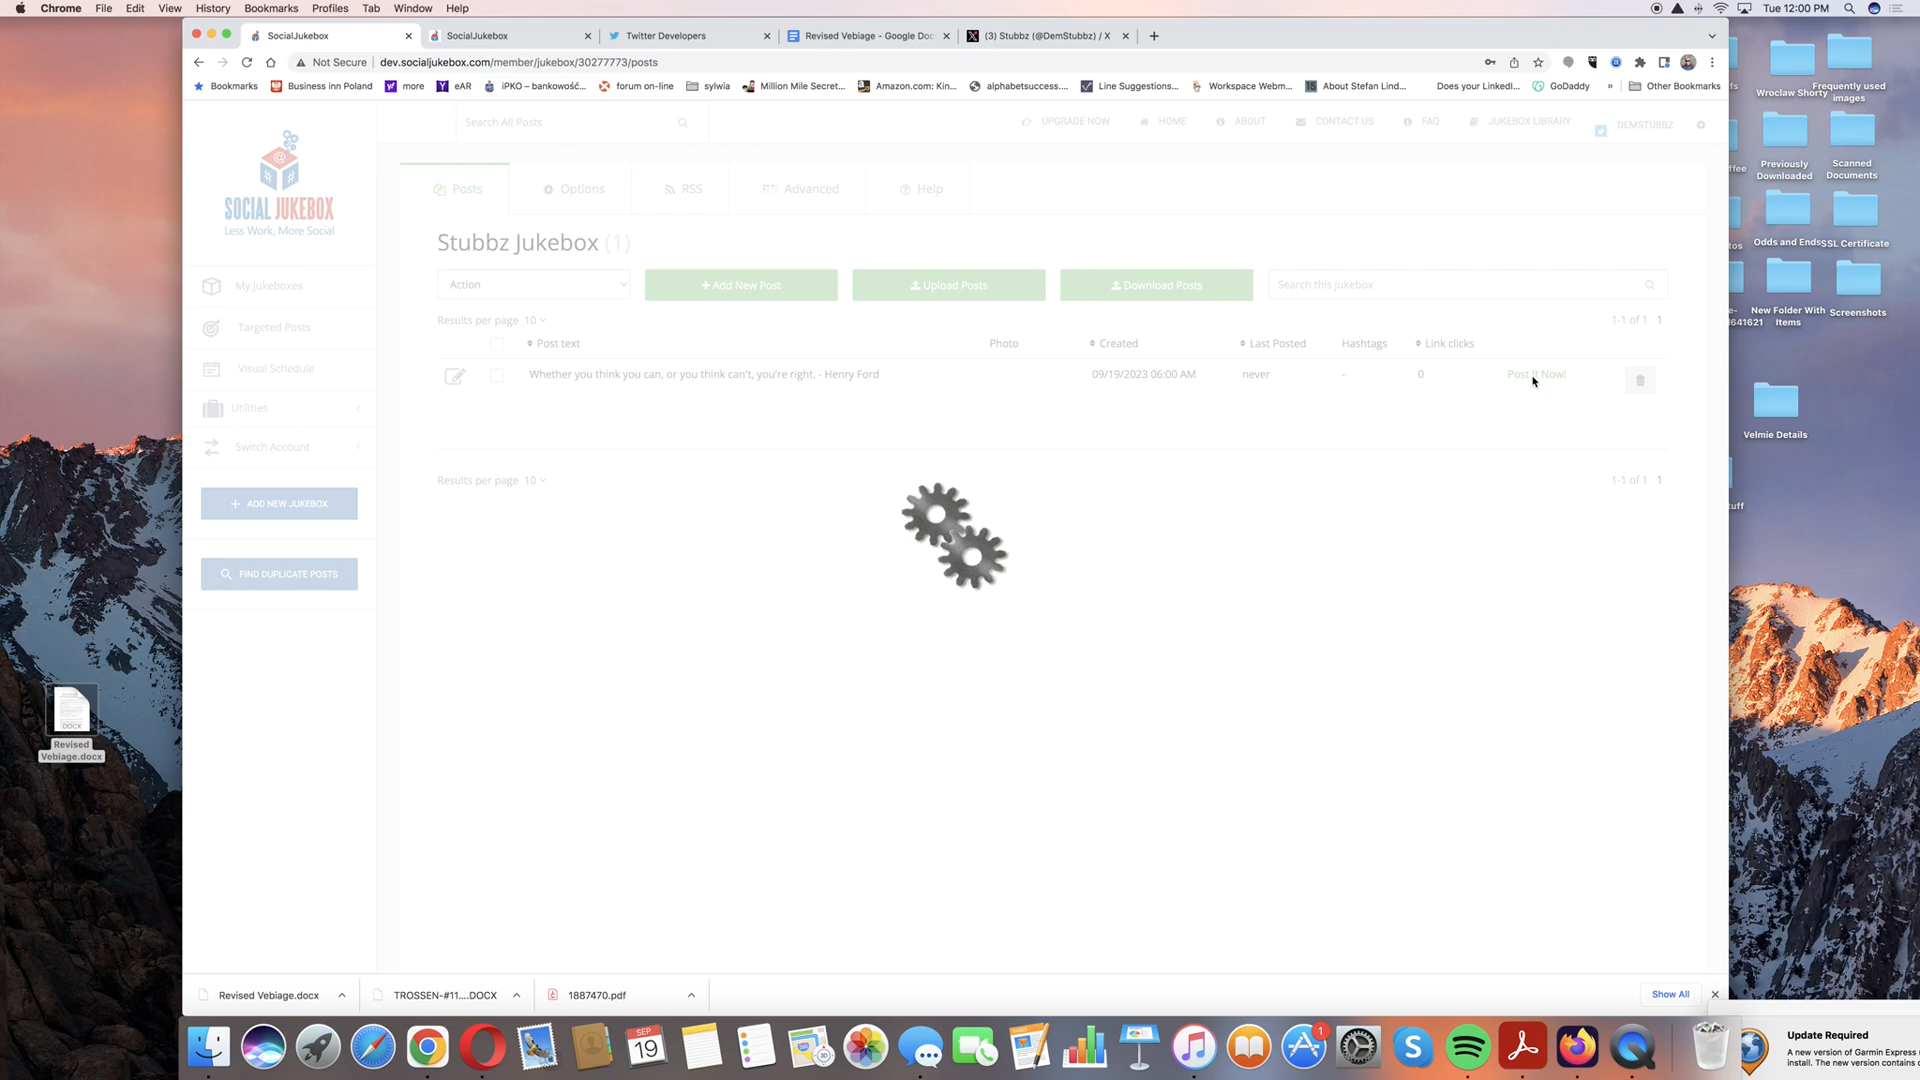 Chrome File Edit View History Bookmarks Profiles Tab Window Help
Tue 12:00 PM
SocialJukebox
SocialJukebox
Twitter Developers
Revised Vebiage - Google Doc
(3) Stubbz (@DemStubbz) / X
Not Secure
dev.socialjukebox.com/member/jukebox/30277773/posts
Bookmarks
Business inn Poland
more
eAR
iPKO – bankowość...
forum on-line
sylwia
Million Mile Secret...
Amazon.com: Kin...
alphabetsuccess....
Line Suggestions...
Workspace Webm...
About Stefan Lind...
Does your LinkedI...
GoDaddy
Other Bookmarks
Search All Posts
UPGRADE NOW
HOME
ABOUT
CONTACT US
FAQ
JUKEBOX LIBRARY
DEMSTUBBZ
SOCIAL JUKEBOX
Less Work, More Social
My Jukeboxes
Targeted Posts
Visual Schedule
Utilities
Switch Account
+ ADD NEW JUKEBOX
FIND DUPLICATE POSTS
Posts
Options
RSS
Advanced
Help
Stubbz Jukebox (1)
Action
+ Add New Post
Upload Posts
Download Posts
Search this jukebox
Results per page 10
1-1 of 1 1
Post text
Photo
Created
Last Posted
Hashtags
Link clicks
Whether you think you can, or you think can't, you're right. - Henry Ford
09/19/2023 06:00 AM
never
-
0
Post It Now!
Results per page 10
1-1 of 1 1
Wroclaw Shorty
Frequently used
images
ffee
Previously
Downloaded
Scanned
Documents
tos
Odds and Ends
SSL Certificate
641621
New Folder With
Items
Screenshots
Velmie Details
tuff
DOCX
Revised
Vebiage.docx
Revised Vebiage.docx
TROSSEN-#11....DOCX
1887470.pdf
Show All
SEP
19
1
Update Required
A new version of Garmin Express
install. The new version contains